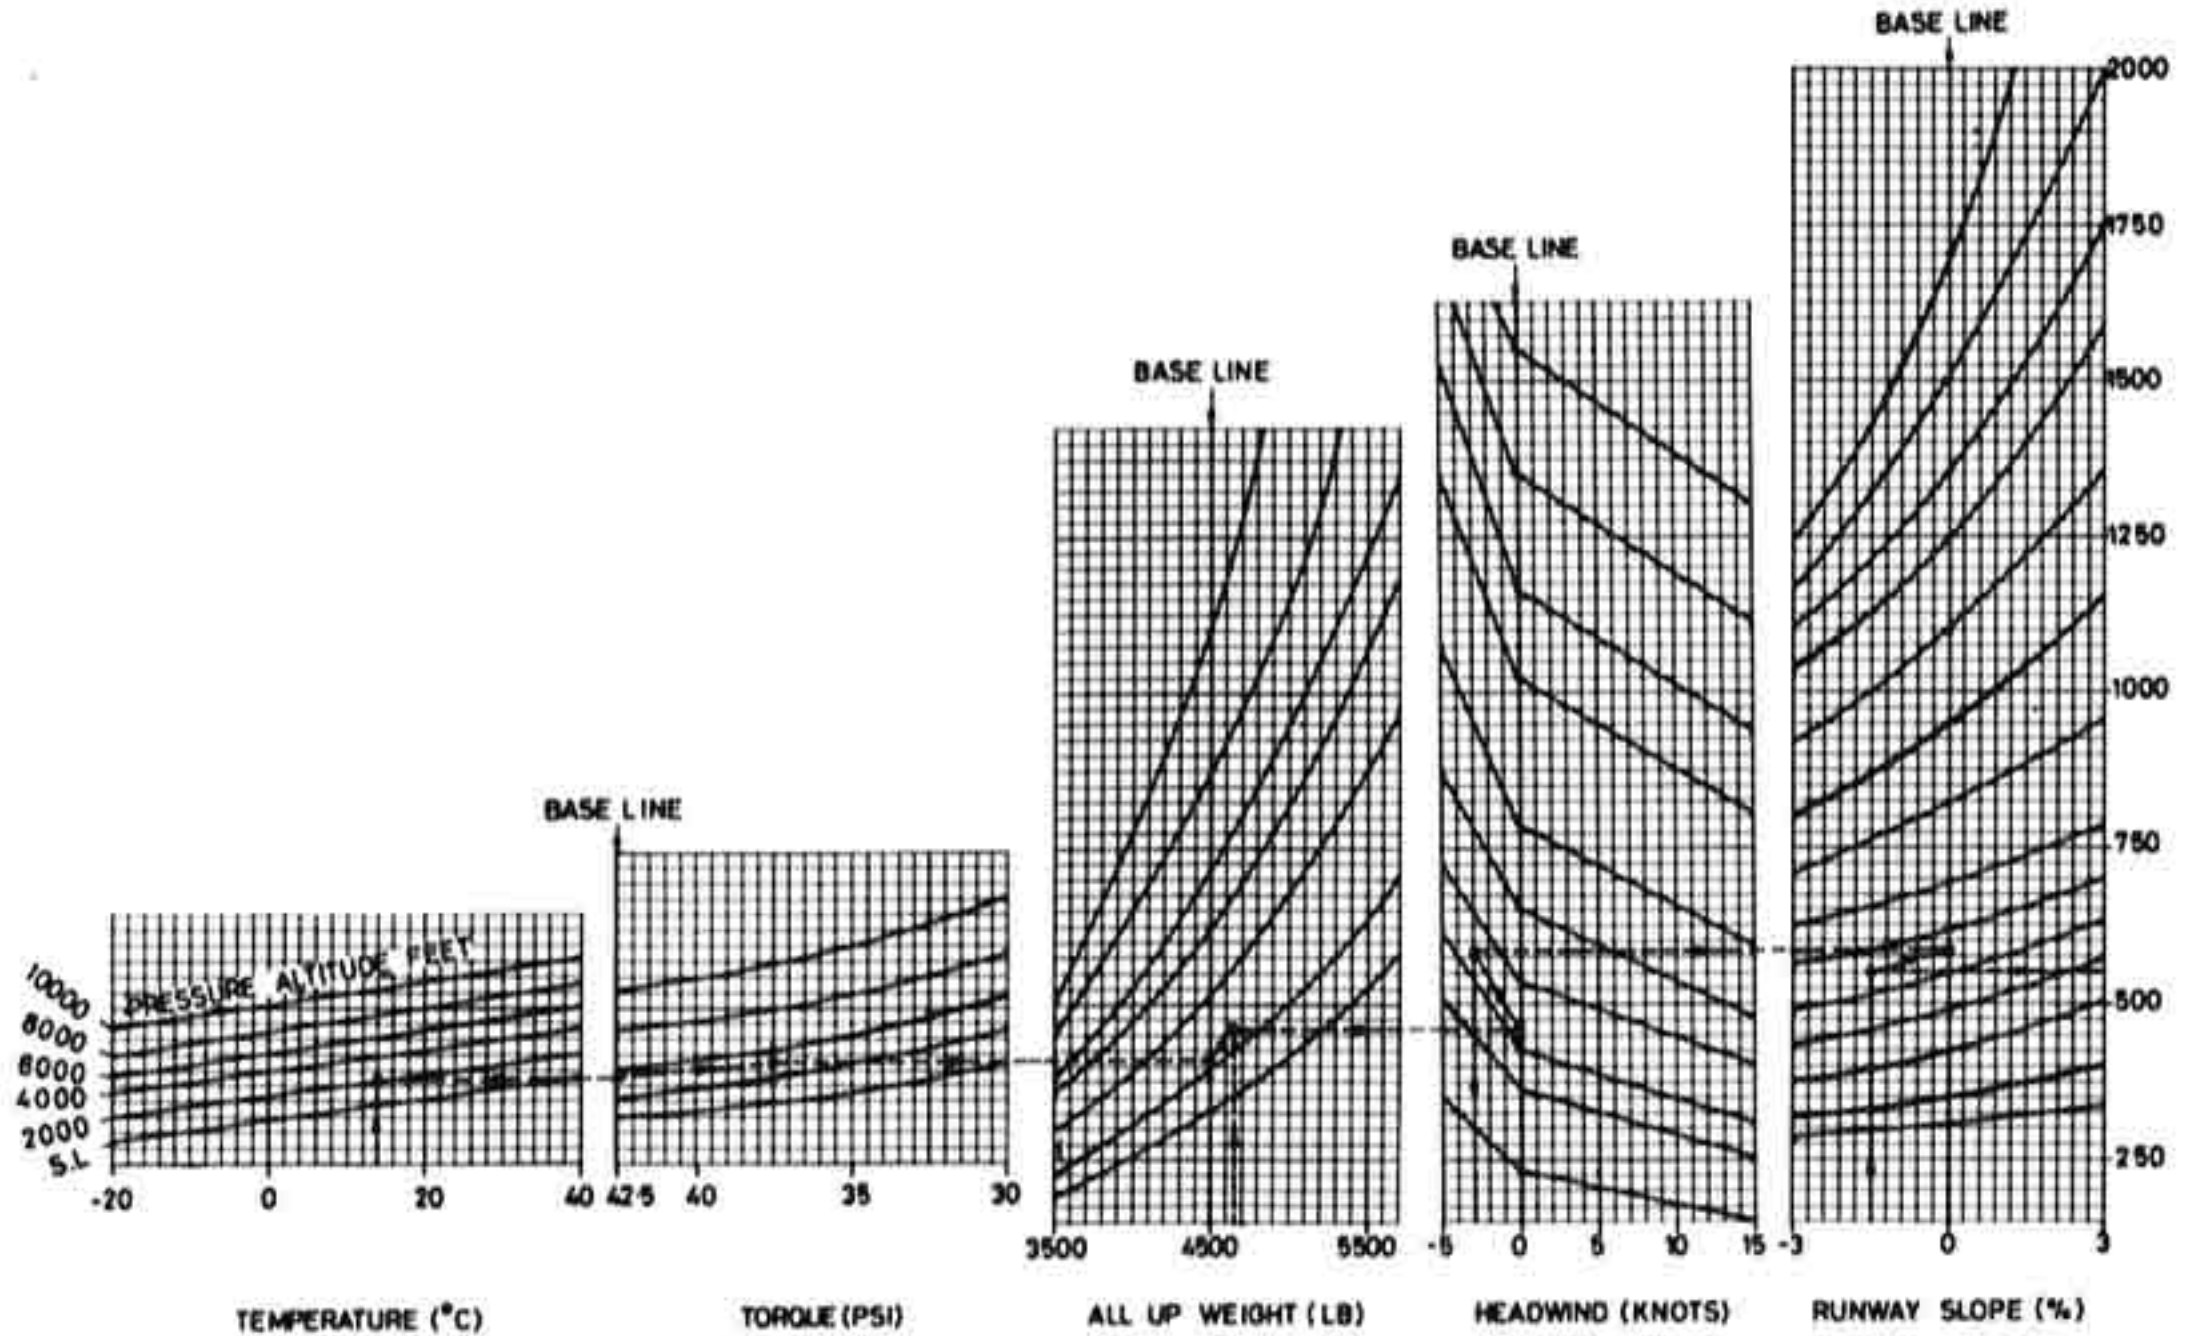 BASE LINE
2000
1750
BASE LINE
1500
BASE LINE
1250
1000
BASE LINE
750
PRESSURE ALTITUDE FEET
10000
8000
6000
4000
2000
S.L
500
250
-20 0 20 40 42·5 40 35 30
3500 4500 5500 -5 0 5 10 15 -3 0 3
TEMPERATURE (°C) TORQUE (PSI) ALL UP WEIGHT (LB) HEADWIND (KNOTS) RUNWAY SLOPE (%)